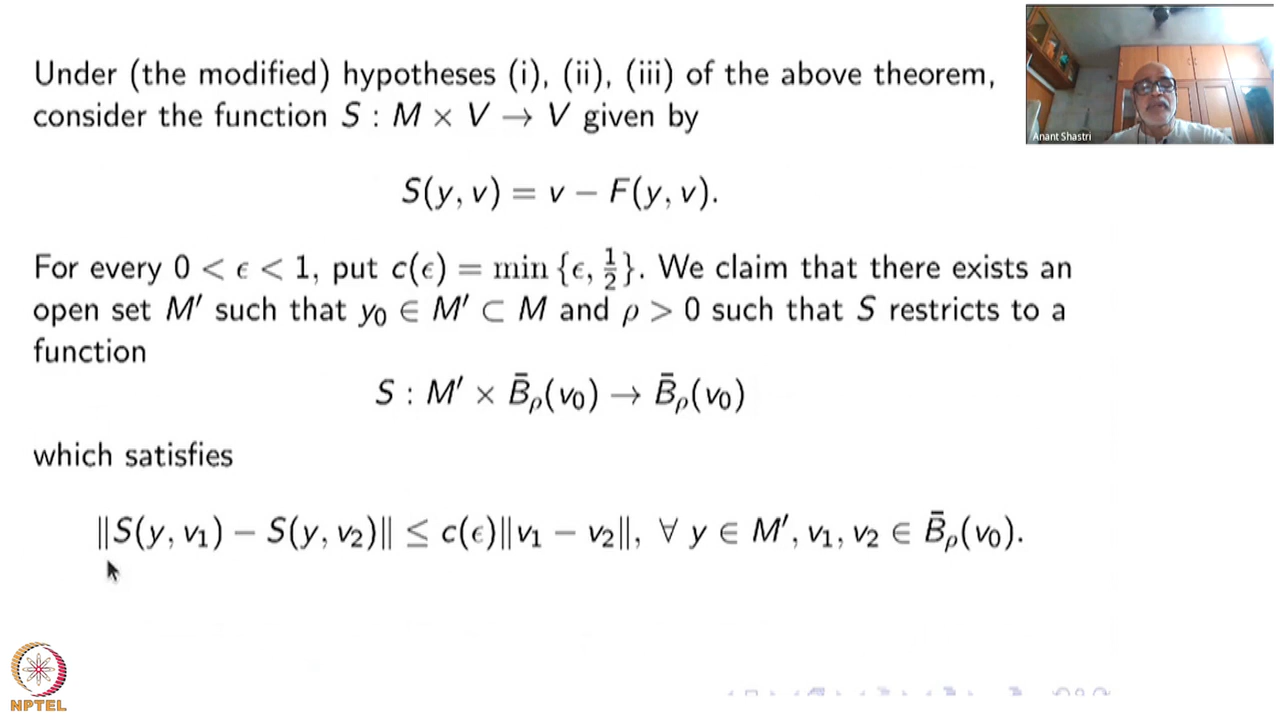 Under (the modified) hypotheses (i), (ii), (iii) of the above theorem,
consider the function S : M × V → V given by
S(y, v) = v − F(y, v).
For every 0 < ϵ < 1, put c(ϵ) = min {ϵ, 1/2}. We claim that there exists an
open set M′ such that y₀ ∈ M′ ⊂ M and ρ > 0 such that S restricts to a
function
S : M′ × B̄ρ(v₀) → B̄ρ(v₀)
which satisfies
‖S(y, v₁) − S(y, v₂)‖ ≤ c(ϵ)‖v₁ − v₂‖, ∀ y ∈ M′, v₁, v₂ ∈ B̄ρ(v₀).
Anant Shastri
NPTEL